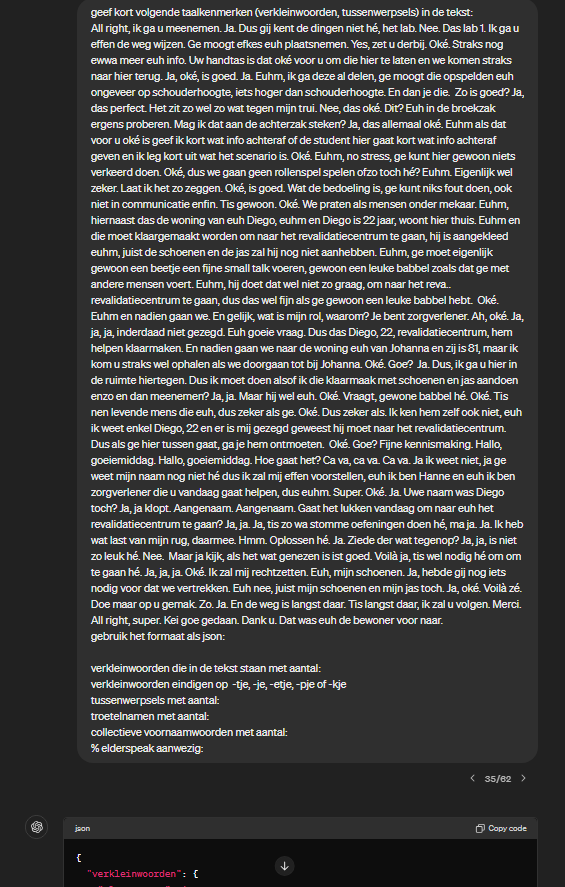 geef kort volgende taalkenmerken (verkleinwoorden, tussenwerpsels) in de tekst:
All right, ik ga u meenemen. Ja. Dus gij kent de dingen niet hé, het lab. Nee. Das lab 1. Ik ga u
effen de weg wijzen. Ge moogt efkes euh plaatsnemen. Yes, zet u derbij. Oké. Straks nog
ewwa meer euh info. Uw handtas is dat oké voor u om die hier te laten en we komen straks
naar hier terug. Ja, oké, is goed. Ja. Euhm, ik ga deze al delen, ge moogt die opspelden euh
ongeveer op schouderhoogte, iets hoger dan schouderhoogte. En dan je die.  Zo is goed? Ja,
das perfect. Het zit zo wel zo wat tegen mijn trui. Nee, das oké. Dit? Euh in de broekzak
ergens proberen. Mag ik dat aan de achterzak steken? Ja, das allemaal oké. Euhm als dat
voor u oké is geef ik kort wat info achteraf of de student hier gaat kort wat info achteraf
geven en ik leg kort uit wat het scenario is. Oké. Euhm, no stress, ge kunt hier gewoon niets
verkeerd doen. Oké, dus we gaan geen rollenspel spelen ofzo toch hé? Euhm. Eigenlijk wel
zeker. Laat ik het zo zeggen. Oké, is goed. Wat de bedoeling is, ge kunt niks fout doen, ook
niet in communicatie enfin. Tis gewoon. Oké. We praten als mensen onder mekaar. Euhm,
hiernaast das de woning van euh Diego, euhm en Diego is 22 jaar, woont hier thuis. Euhm en
die moet klaargemaakt worden om naar het revalidatiecentrum te gaan, hij is aangekleed
euhm, juist de schoenen en de jas zal hij nog niet aanhebben. Euhm, ge moet eigenlijk
gewoon een beetje een fijne small talk voeren, gewoon een leuke babbel zoals dat ge met
andere mensen voert. Euhm, hij doet dat wel niet zo graag, om naar het reva..
revalidatiecentrum te gaan, dus das wel fijn als ge gewoon een leuke babbel hebt.  Oké.
Euhm en nadien gaan we. En gelijk, wat is mijn rol, waarom? Je bent zorgverlener. Ah, oké. Ja,
ja, ja, inderdaad niet gezegd. Euh goeie vraag. Dus das Diego, 22, revalidatiecentrum, hem
helpen klaarmaken. En nadien gaan we naar de woning euh van Johanna en zij is 81, maar ik
kom u straks wel ophalen als we doorgaan tot bij Johanna. Oké. Goe?  Ja. Dus, ik ga u hier in
de ruimte hiertegen. Dus ik moet doen alsof ik die klaarmaak met schoenen en jas aandoen
enzo en dan meenemen? Ja, ja. Maar hij wel euh. Oké. Vraagt, gewone babbel hé. Oké. Tis
nen levende mens die euh, dus zeker als ge. Oké. Dus zeker als. Ik ken hem zelf ook niet, euh
ik weet enkel Diego, 22 en er is mij gezegd geweest hij moet naar het revalidatiecentrum.
Dus als ge hier tussen gaat, ga je hem ontmoeten.  Oké. Goe? Fijne kennismaking. Hallo,
goeiemiddag. Hallo, goeiemiddag. Hoe gaat het? Ca va, ca va. Ca va. Ja ik weet niet, ja ge
weet mijn naam nog niet hé dus ik zal mij effen voorstellen, euh ik ben Hanne en euh ik ben
zorgverlener die u vandaag gaat helpen, dus euhm. Super. Oké. Ja. Uwe naam was Diego
toch? Ja, ja klopt. Aangenaam. Aangenaam. Gaat het lukken vandaag om naar euh het
revalidatiecentrum te gaan? Ja, ja. Ja, tis zo wa stomme oefeningen doen hé, ma ja. Ja. Ik heb
wat last van mijn rug, daarmee. Hmm. Oplossen hé. Ja. Ziede der wat tegenop? Ja, ja, is niet
zo leuk hé. Nee.  Maar ja kijk, als het wat genezen is ist goed. Voilà ja, tis wel nodig hé om om
te gaan hé. Ja, ja, ja. Oké. Ik zal mij rechtzetten. Euh, mijn schoenen. Ja, hebde gij nog iets
nodig voor dat we vertrekken. Euh nee, juist mijn schoenen en mijn jas toch. Ja, oké. Voilà zé.
Doe maar op u gemak. Zo. Ja. En de weg is langst daar. Tis langst daar, ik zal u volgen. Merci.
All right, super. Kei goe gedaan. Dank u. Dat was euh de bewoner voor naar.
gebruik het formaat als json:

verkleinwoorden die in de tekst staan met aantal:
verkleinwoorden eindigen op  -tje, -je, -etje, -pje of -kje
tussenwerpsels met aantal:
troetelnamen met aantal:
collectieve voornaamwoorden met aantal:
% elderspeak aanwezig:
35/62
json
Copy code
{
"verkleinwoorden": {